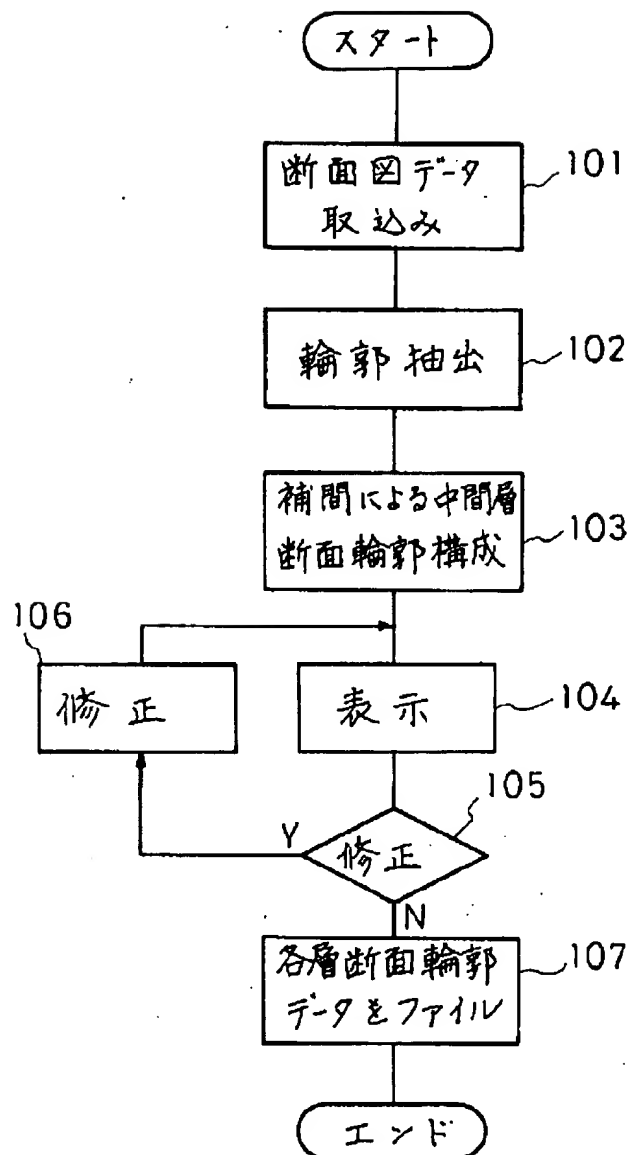 スタート
断面図データ
取込み
101
輪郭抽出
102
補間による中間層
断面輪郭構成
103
106
修正
表示
104
105
Y
修正
N
各層断面輪郭
データをファイル
107
エンド